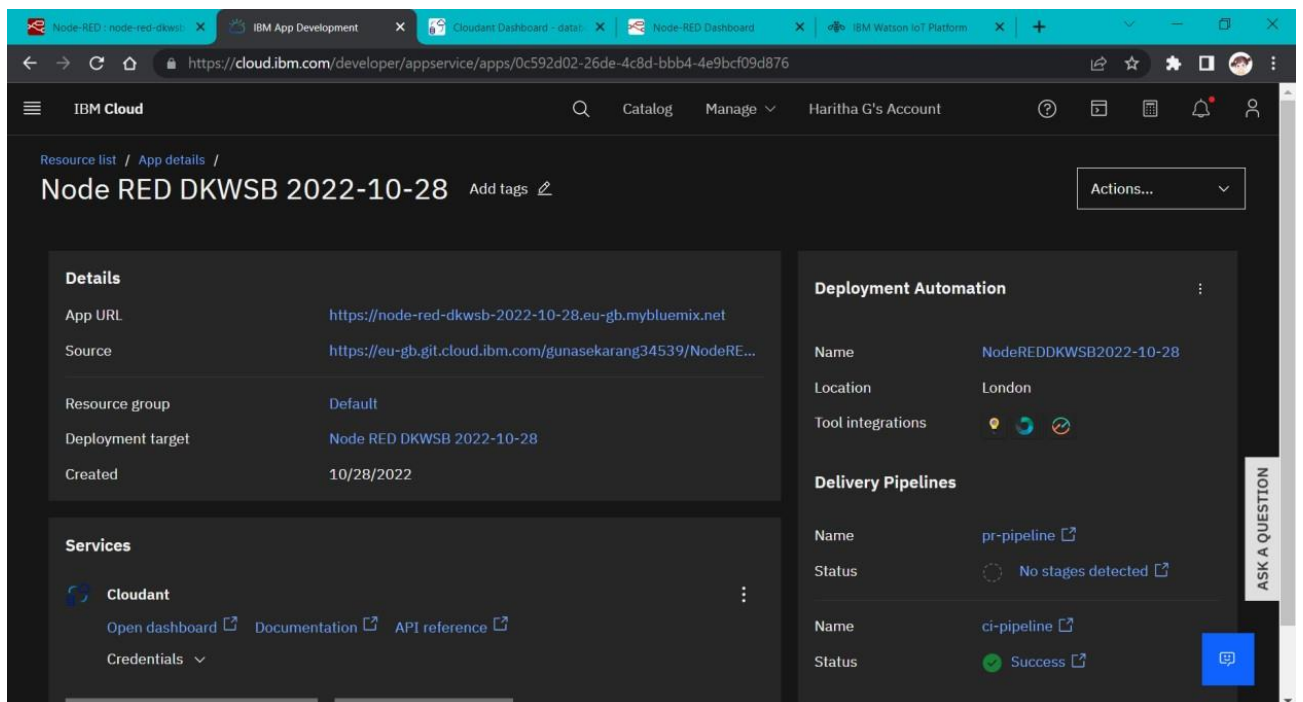 Node-RED : node-red-dkwsb
IBM App Development
Cloudant Dashboard - datab
Node-RED Dashboard
IBM Watson IoT Platform
https://cloud.ibm.com/developer/appservice/apps/0c592d02-26de-4c8d-bbb4-4e9bcf09d876
IBM Cloud
Catalog
Manage
Haritha G's Account
Resource list / App details /
Node RED DKWSB 2022-10-28
Add tags
Actions...
Details
App URL
https://node-red-dkwsb-2022-10-28.eu-gb.mybluemix.net
Source
https://eu-gb.git.cloud.ibm.com/gunasekarang34539/NodeRE...
Resource group
Default
Deployment target
Node RED DKWSB 2022-10-28
Created
10/28/2022
Services
Cloudant
Open dashboard
Documentation
API reference
Credentials
Deployment Automation
Name
NodeREDDKWSB2022-10-28
Location
London
Tool integrations
Delivery Pipelines
Name
pr-pipeline
Status
No stages detected
Name
ci-pipeline
Status
Success
ASK A QUESTION